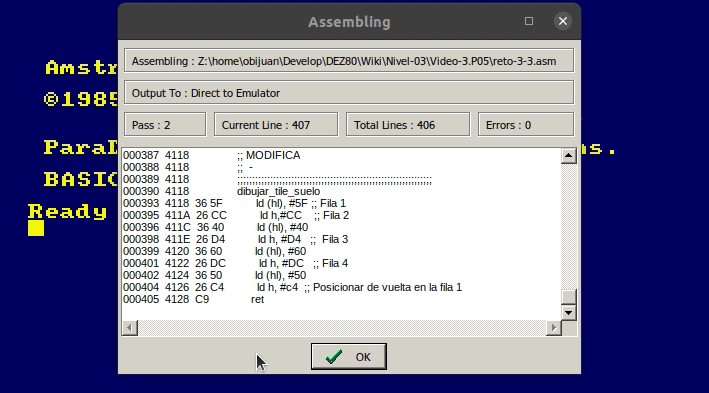 Assembling
Assembling : Z:\home\obijuan\Develop\DEZ80\Wiki\Nivel-03\Video-3.P05\reto-3-3.asm
Output To : Direct to Emulator
Pass : 2
Current Line : 407
Total Lines : 406
Errors : 0
Amstr
©1985
ParaD
ns.
BASIC
Ready
000387 4118 ;; MODIFICA
000388 4118 ;; -
000389 4118 ;;;;;;;;;;;;;;;;;;;;;;;;;;;;;;;;;;;;;;;;;;;;;;;;;;;;;;;;;;;;;;;;;
000390 4118 dibujar_tile_suelo
000393 4118 36 5F ld (hl), #5F ;; Fila 1
000395 411A 26 CC ld h,#CC ;; Fila 2
000396 411C 36 40 ld (hl), #40
000398 411E 26 D4 ld h, #D4 ;; Fila 3
000399 4120 36 60 ld (hl), #60
000401 4122 26 DC ld h, #DC ;; Fila 4
000402 4124 36 50 ld (hl), #50
000404 4126 26 C4 ld h, #c4 ;; Posicionar de vuelta en la fila 1
000405 4128 C9 ret
OK